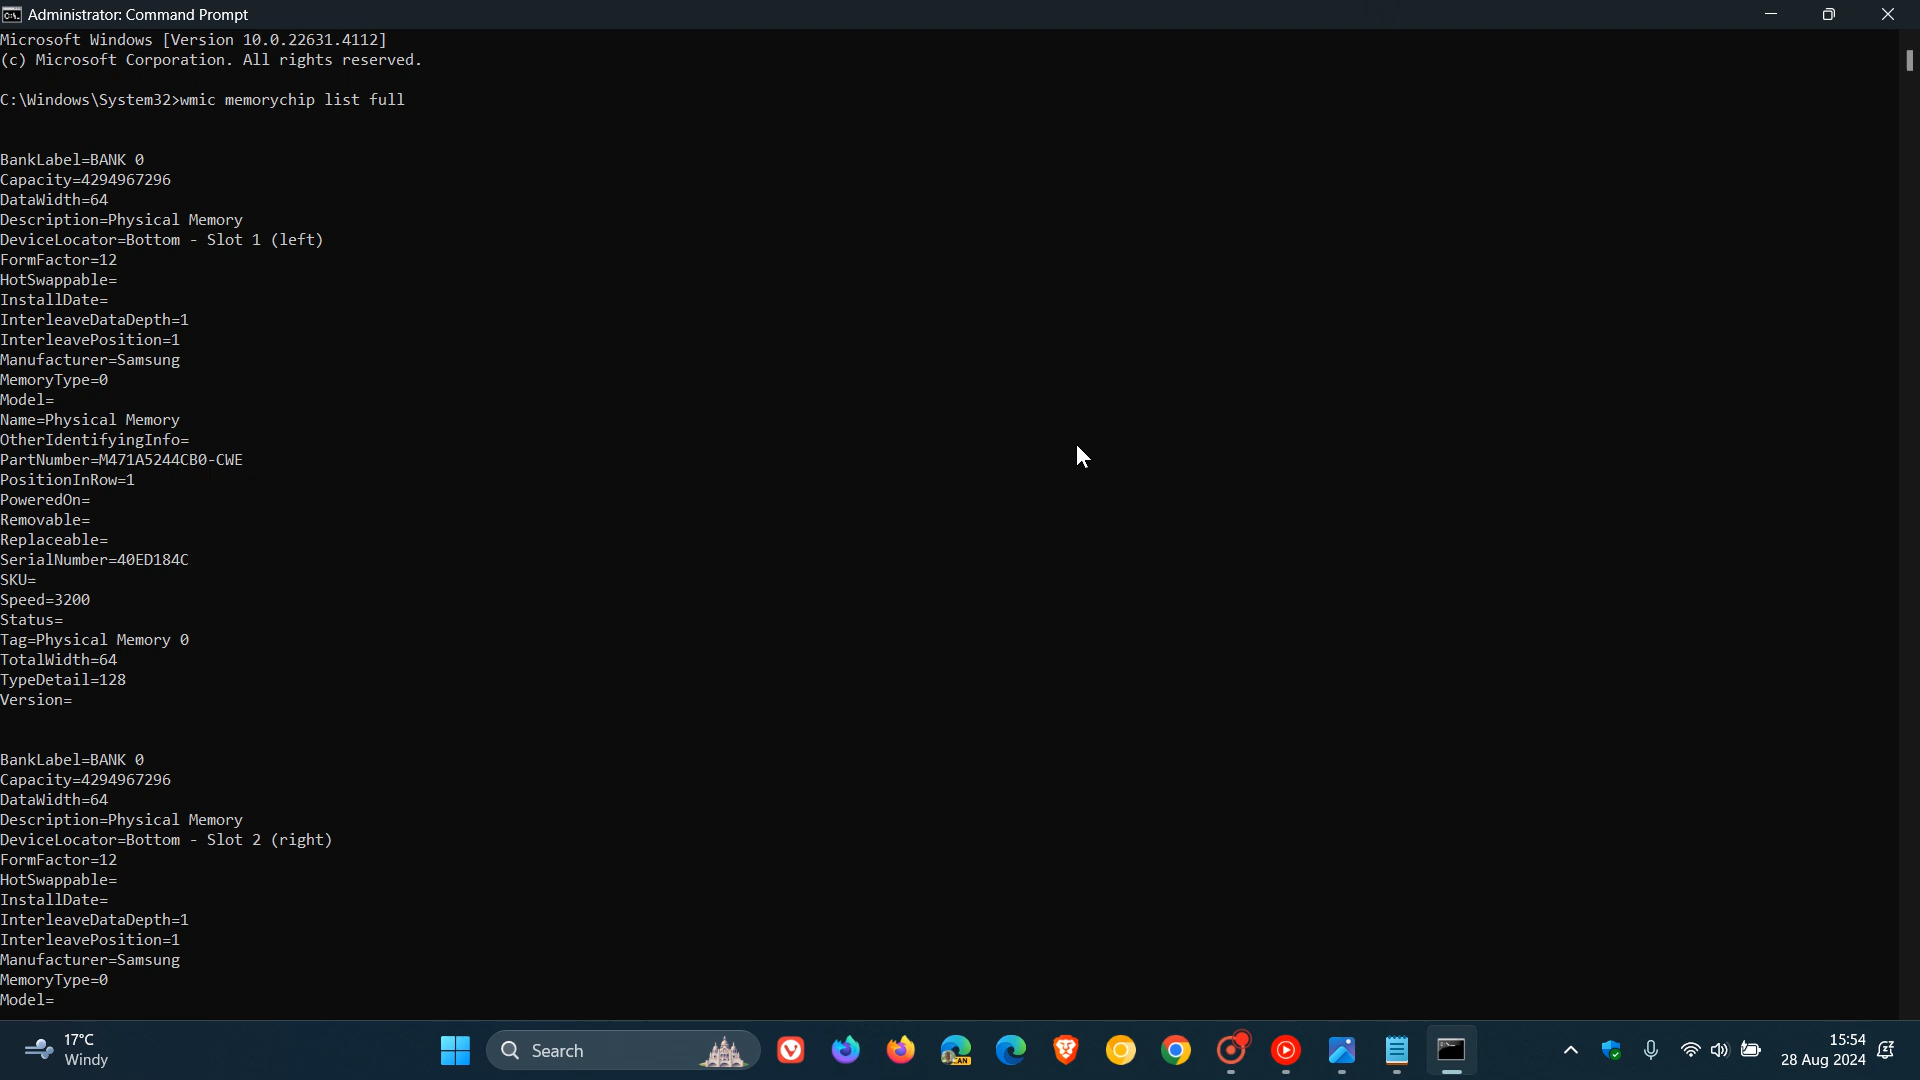 Administrator: Command Prompt
Microsoft Windows [Version 10.0.22631.4112]
(c) Microsoft Corporation. All rights reserved.
C:\Windows\System32>wmic memorychip list full
BankLabel=BANK 0
Capacity=4294967296
DataWidth=64
Description=Physical Memory
DeviceLocator=Bottom - Slot 1 (left)
FormFactor=12
HotSwappable=
InstallDate=
InterleaveDataDepth=1
InterleavePosition=1
Manufacturer=Samsung
MemoryType=0
Model=
Name=Physical Memory
OtherIdentifyingInfo=
PartNumber=M471A5244CB0-CWE
PositionInRow=1
PoweredOn=
Removable=
Replaceable=
SerialNumber=40ED184C
SKU=
Speed=3200
Status=
Tag=Physical Memory 0
TotalWidth=64
TypeDetail=128
Version=
BankLabel=BANK 0
Capacity=4294967296
DataWidth=64
Description=Physical Memory
DeviceLocator=Bottom - Slot 2 (right)
FormFactor=12
HotSwappable=
InstallDate=
InterleaveDataDepth=1
InterleavePosition=1
Manufacturer=Samsung
MemoryType=0
Model=
17°C
Windy
Search
CAN
15:54
28 Aug 2024